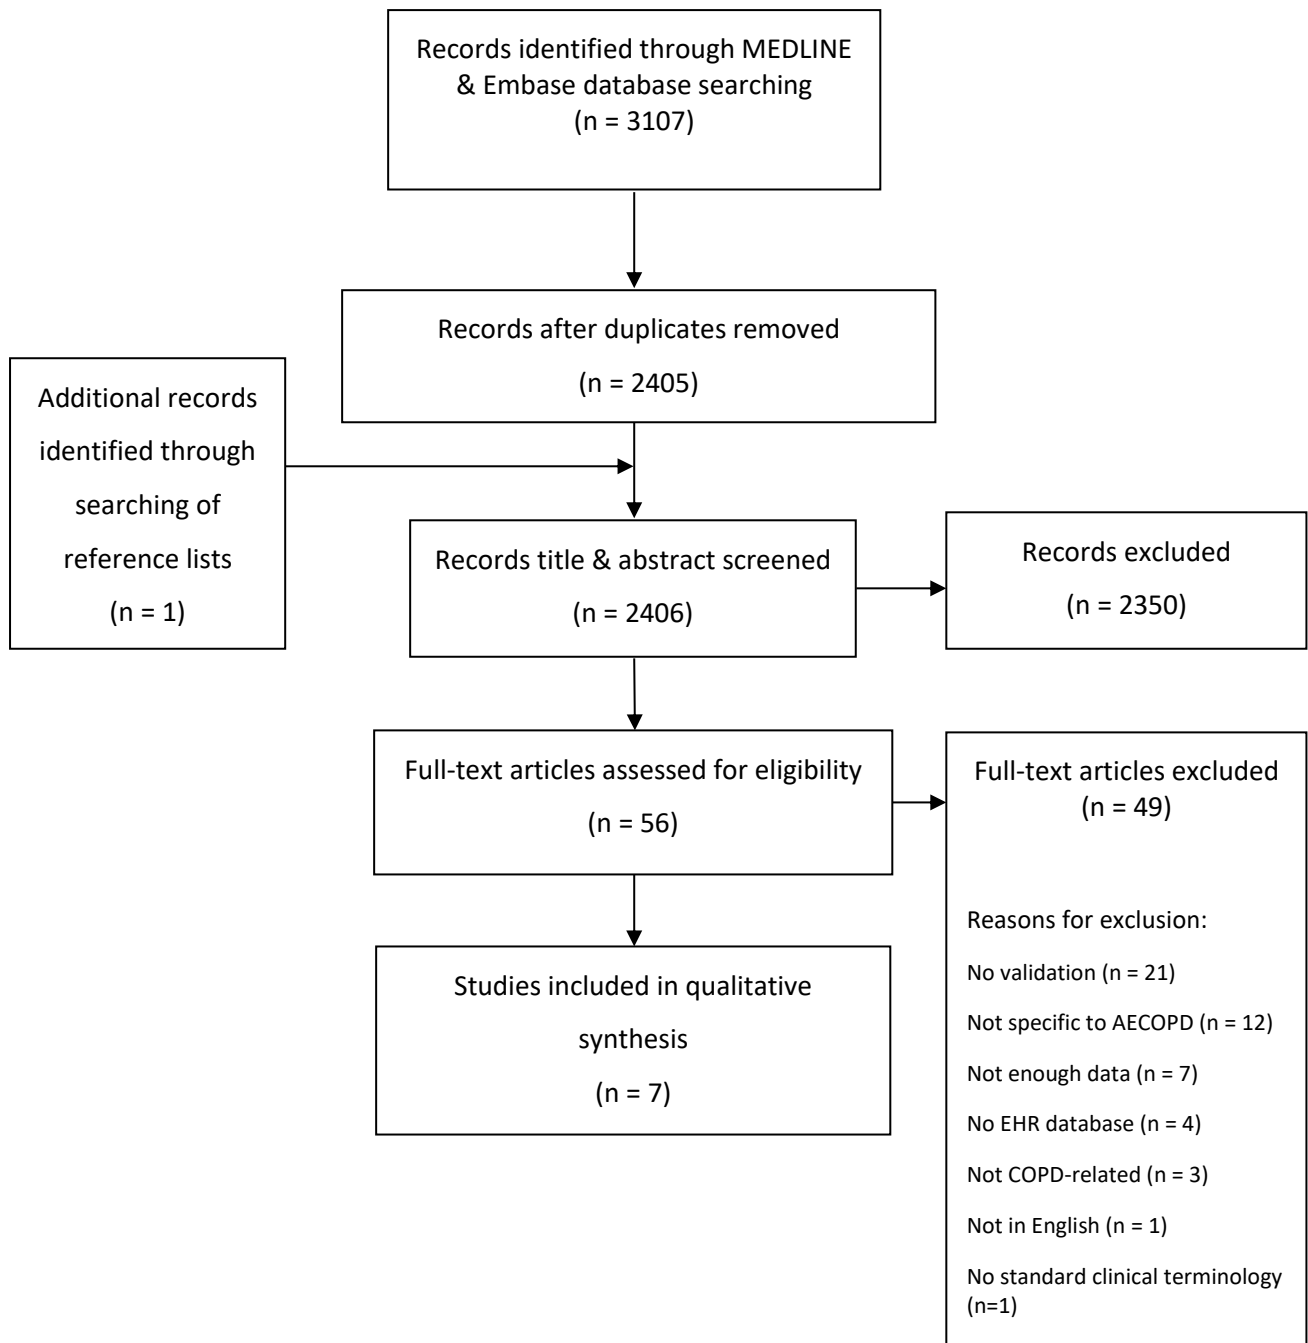 Records identified through MEDLINE
& Embase database searching
(n = 3107)
Records after duplicates removed
(n = 2405)
Additional records
identified through
searching of
reference lists
(n = 1)
Records title & abstract screened
(n = 2406)
Records excluded
(n = 2350)
Full-text articles assessed for eligibility
(n = 56)
Full-text articles excluded
(n = 49)
Reasons for exclusion:
No validation (n = 21)
Not specific to AECOPD (n = 12)
Not enough data (n = 7)
No EHR database (n = 4)
Not COPD-related (n = 3)
Not in English (n = 1)
No standard clinical terminology
(n=1)
Studies included in qualitative
synthesis
(n = 7)